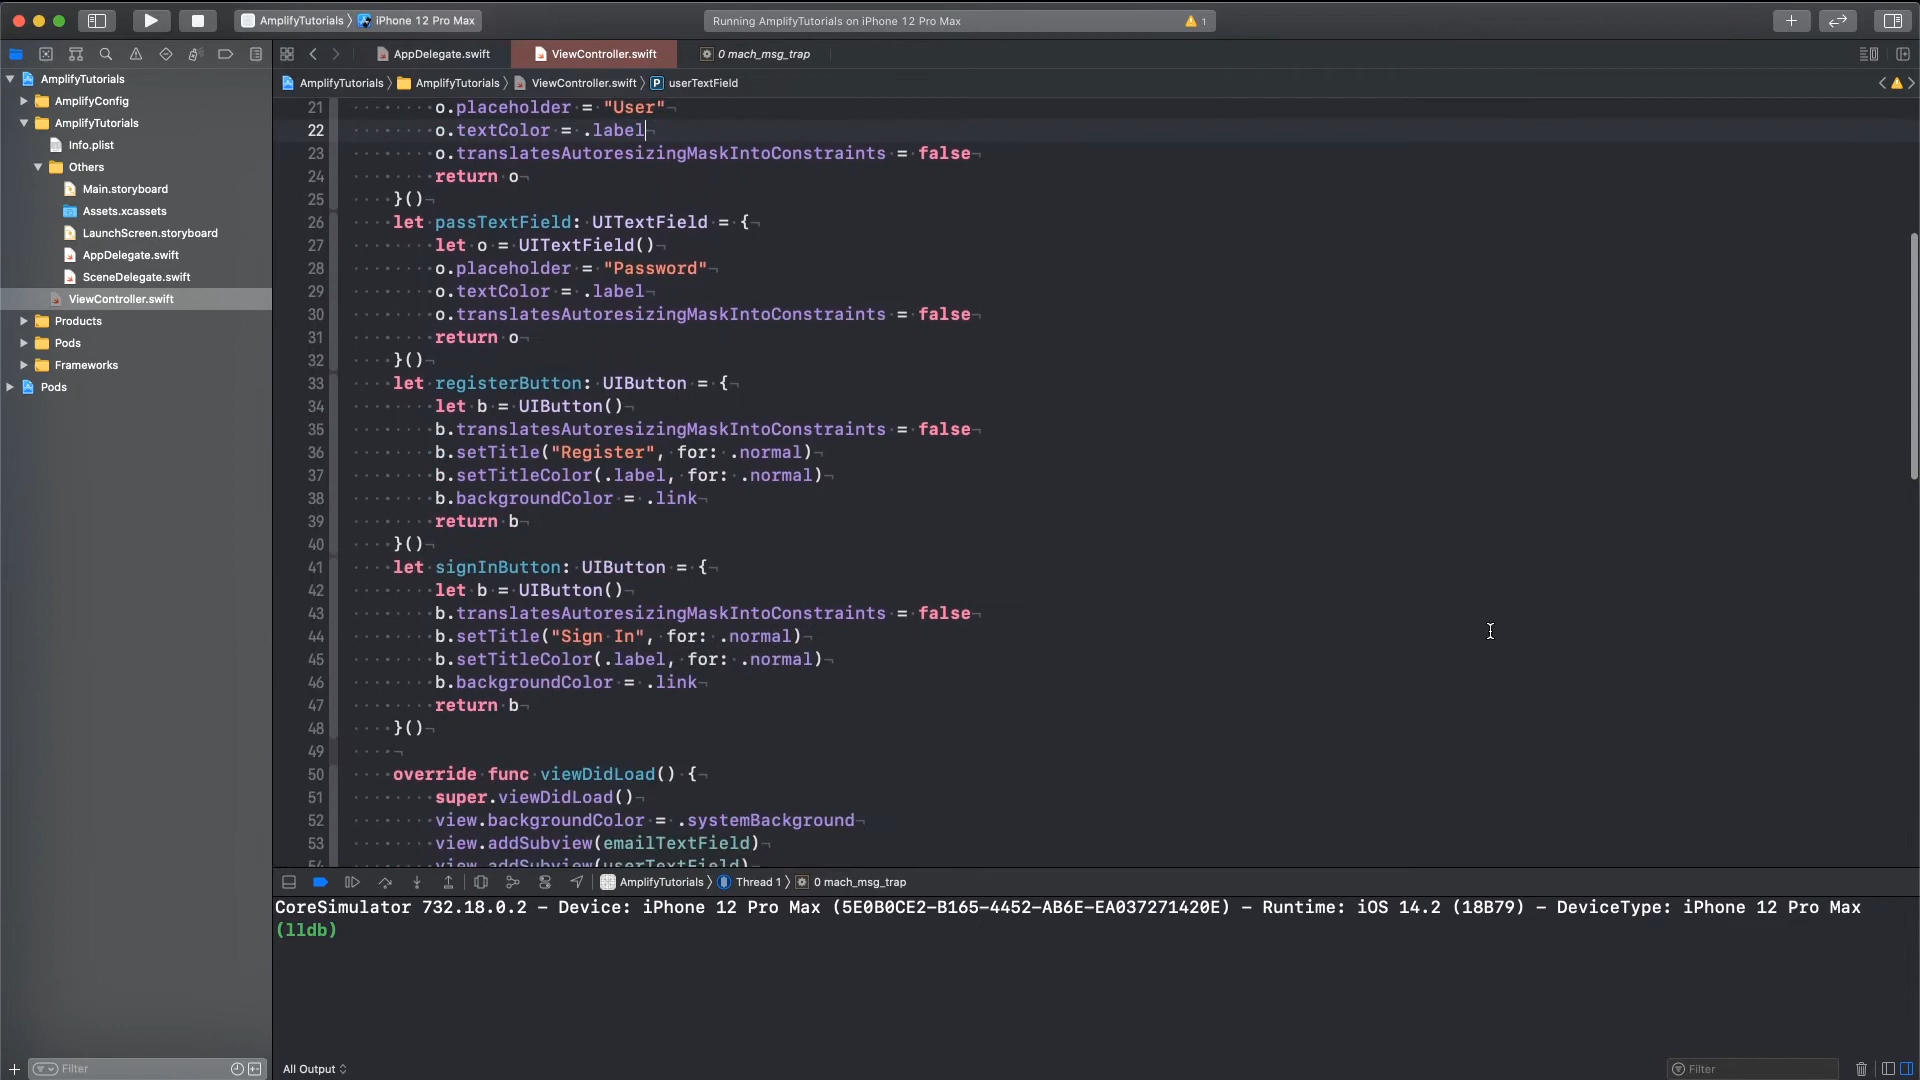 AmplifyTutorials 〉 iPhone 12 Pro Max
Running AmplifyTutorials on iPhone 12 Pro Max
1
AppDelegate.swift
ViewController.swift
0 mach_msg_trap
AmplifyTutorials 〉 AmplifyTutorials 〉 ViewController.swift 〉 P userTextField
AmplifyTutorials
AmplifyConfig
AmplifyTutorials
Info.plist
Others
Main.storyboard
Assets.xcassets
LaunchScreen.storyboard
AppDelegate.swift
SceneDelegate.swift
ViewController.swift
Products
Pods
Frameworks
Pods
21 o.placeholder = "User"
22 o.textColor = .label
23 o.translatesAutoresizingMaskIntoConstraints = false
24 return o
25 }()
26 let passTextField: UITextField = {
27 let o = UITextField()
28 o.placeholder = "Password"
29 o.textColor = .label
30 o.translatesAutoresizingMaskIntoConstraints = false
31 return o
32 }()
33 let registerButton: UIButton = {
34 let b = UIButton()
35 b.translatesAutoresizingMaskIntoConstraints = false
36 b.setTitle("Register", for: .normal)
37 b.setTitleColor(.label, for: .normal)
38 b.backgroundColor = .link
39 return b
40 }()
41 let signInButton: UIButton = {
42 let b = UIButton()
43 b.translatesAutoresizingMaskIntoConstraints = false
44 b.setTitle("Sign In", for: .normal)
45 b.setTitleColor(.label, for: .normal)
46 b.backgroundColor = .link
47 return b
48 }()
49
50 override func viewDidLoad() {
51 super.viewDidLoad()
52 view.backgroundColor = .systemBackground
53 view.addSubview(emailTextField)
54 view.addSubview(userTextField)
AmplifyTutorials 〉 Thread 1 〉 0 mach_msg_trap
CoreSimulator 732.18.0.2 - Device: iPhone 12 Pro Max (5E0B0CE2-B165-4452-AB6E-EA037271420E) - Runtime: iOS 14.2 (18B79) - DeviceType: iPhone 12 Pro Max
(lldb)
Filter
All Output
Filter